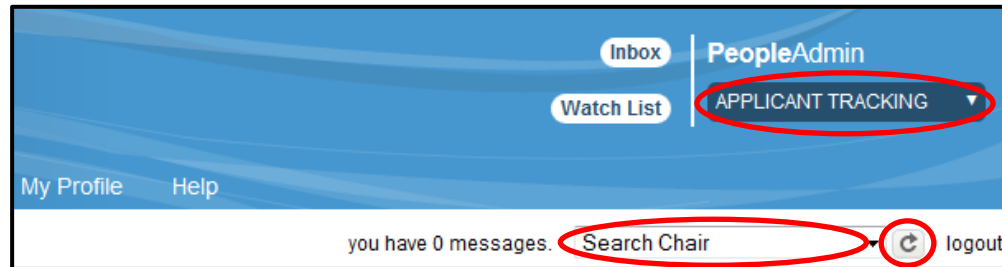 Inbox PeopleAdmin
Watch List APPLICANT TRACKING
My Profile Help
you have 0 messages. Search Chair logout